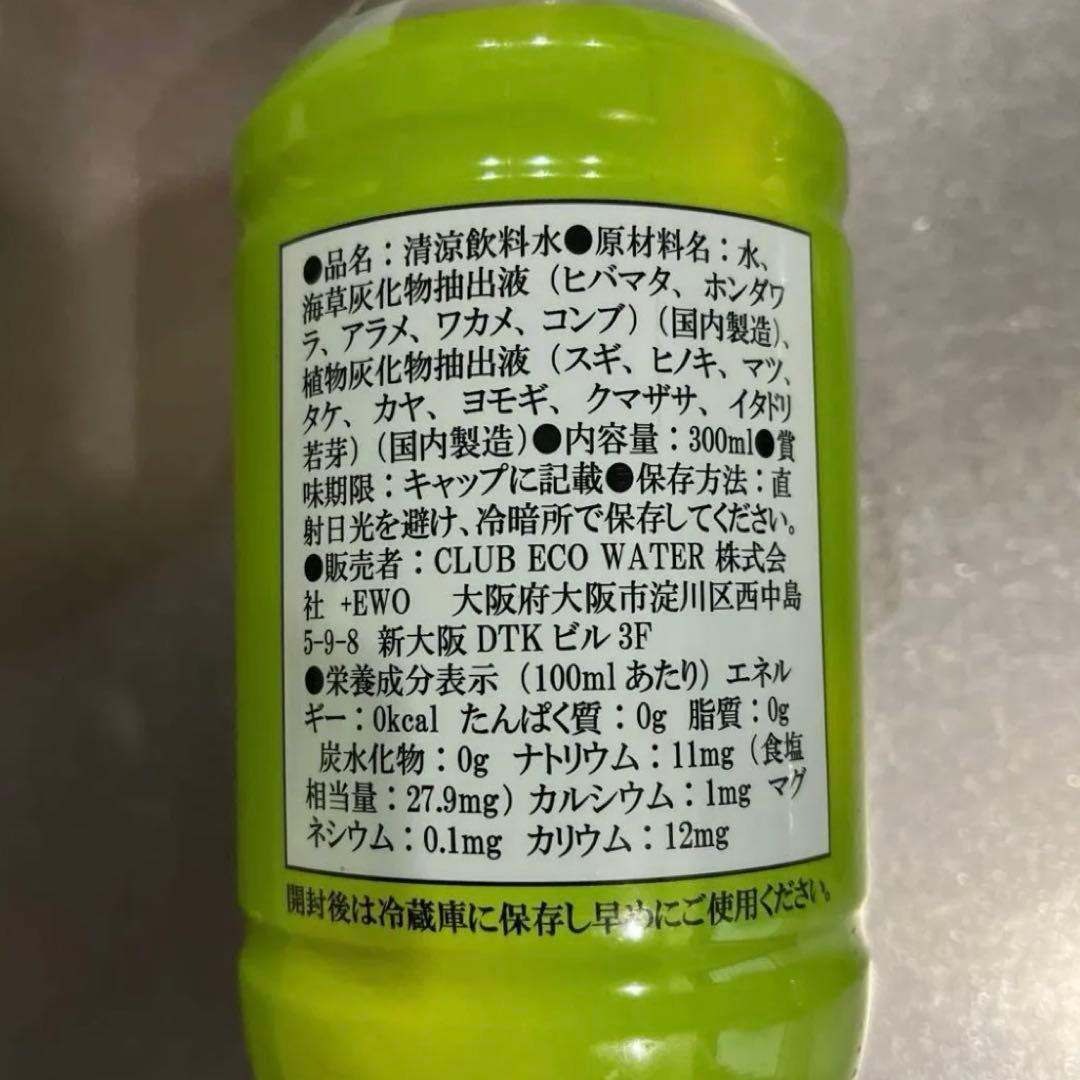 ●品名：清涼飲料水●原材料名：水、
海草灰化物抽出液（ヒバマタ、ホンダワ
ラ、アラメ、ワカメ、コンブ）（国内製造）、
植物灰化物抽出液（スギ、ヒノキ、マツ、
タケ、カヤ、ヨモギ、クマザサ、イタドリ
若芽）（国内製造）●内容量：300ml●賞
味期限：キャップに記載●保存方法：直
射日光を避け、冷暗所で保存してください。
●販売者：CLUB ECO WATER 株式会
社 +EWO 大阪府大阪市淀川区西中島
5-9-8 新大阪 DTK ビル 3F
●栄養成分表示（100ml あたり）エネル
ギー：0kcal たんぱく質：0g 脂質：0g
炭水化物：0g ナトリウム：11mg（食塩
相当量：27.9mg）カルシウム：1mg マグ
ネシウム：0.1mg カリウム：12mg
開封後は冷蔵庫に保存し早めにご使用ください。